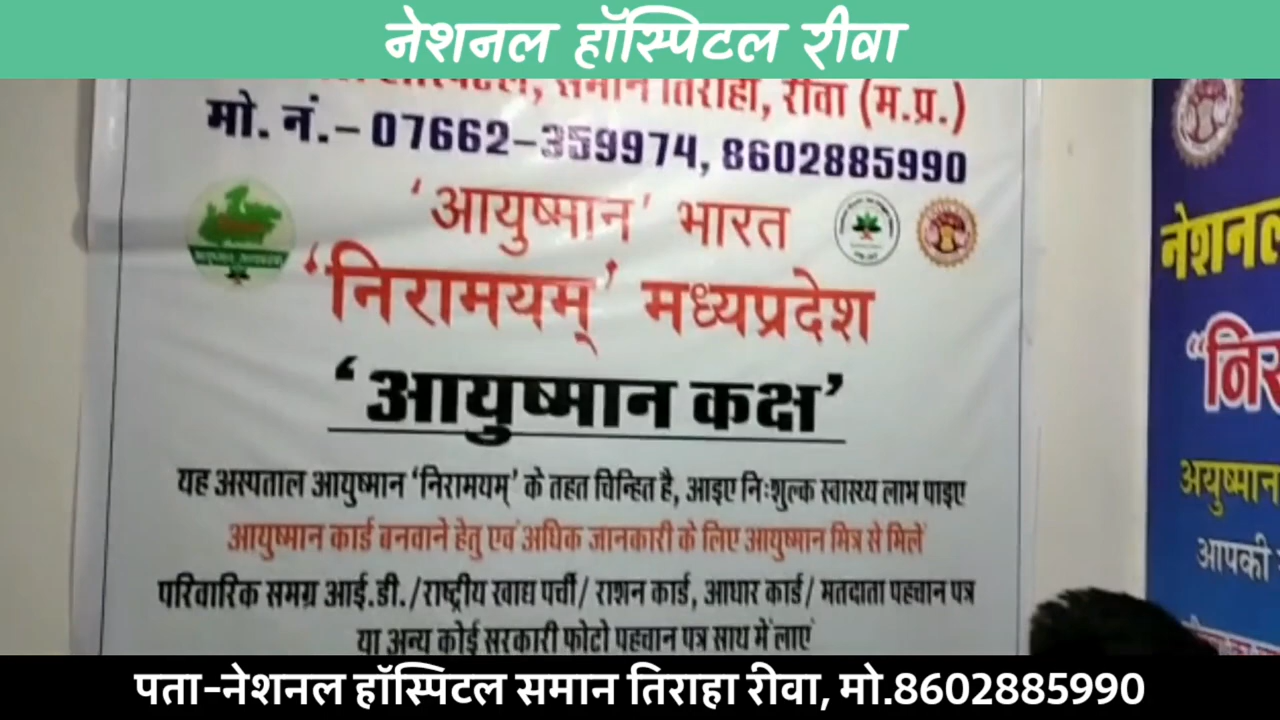 नेशनल हॉस्पिटल रीवा
समान तिराहा, रीवा (म.प्र.)
मो. नं.– 07662-359974, 8602885990
'आयुष्मान' भारत
'निरामयम्' मध्यप्रदेश
'आयुष्मान कक्ष'
यह अस्पताल आयुष्मान 'निरामयम्' के तहत चिन्हित है, आइए निःशुल्क स्वास्थ्य लाभ पाइए
आयुष्मान कार्ड बनवाने हेतु एवं अधिक जानकारी के लिए आयुष्मान मित्र से मिलें
परिवारिक समग्र आई.डी./राष्ट्रीय खाद्य पर्ची/ राशन कार्ड, आधार कार्ड/ मतदाता पहचान पत्र
या अन्य कोई सरकारी फोटो पहचान पत्र साथ में लाएं
नेशनल
"निर
अयुष्मान
आपकी
पता-नेशनल हॉस्पिटल समान तिराहा रीवा, मो.8602885990